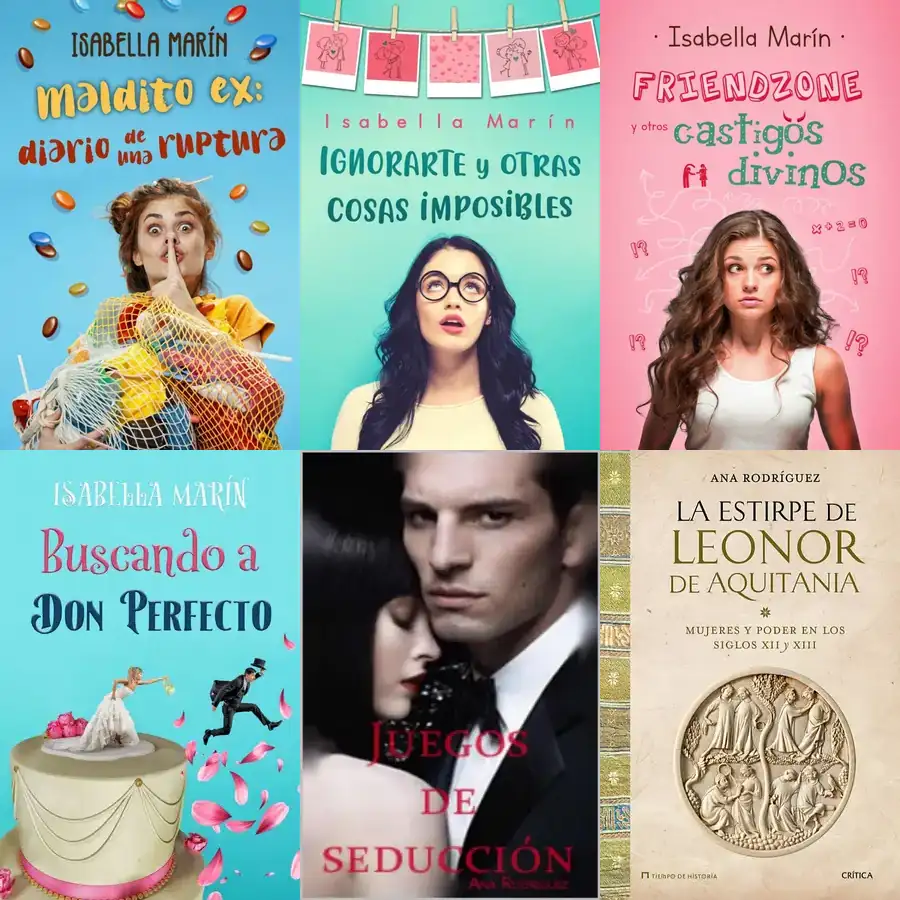 ISABELLA MARÍN
maldito ex:
diario de una ruptura
Isabella Marín
IGNORARTE y OTRAS
COSAS IMPOSIBLES
· Isabella Marín ·
FRIENDZONE
y otros castigos
divinos
x+1=0
!?
!?
!?
!?
ISABELLA MARÍN
Buscando a
DON PERFECTO
JUEGOS
DE
SEDUCCIÓN
ANA RODRIGUEZ
ANA RODRÍGUEZ
LA ESTIRPE DE
LEONOR
DE AQUITANIA
MUJERES Y PODER EN LOS
SIGLOS XII y XIII
TIEMPO DE HISTORIA
CRÍTICA